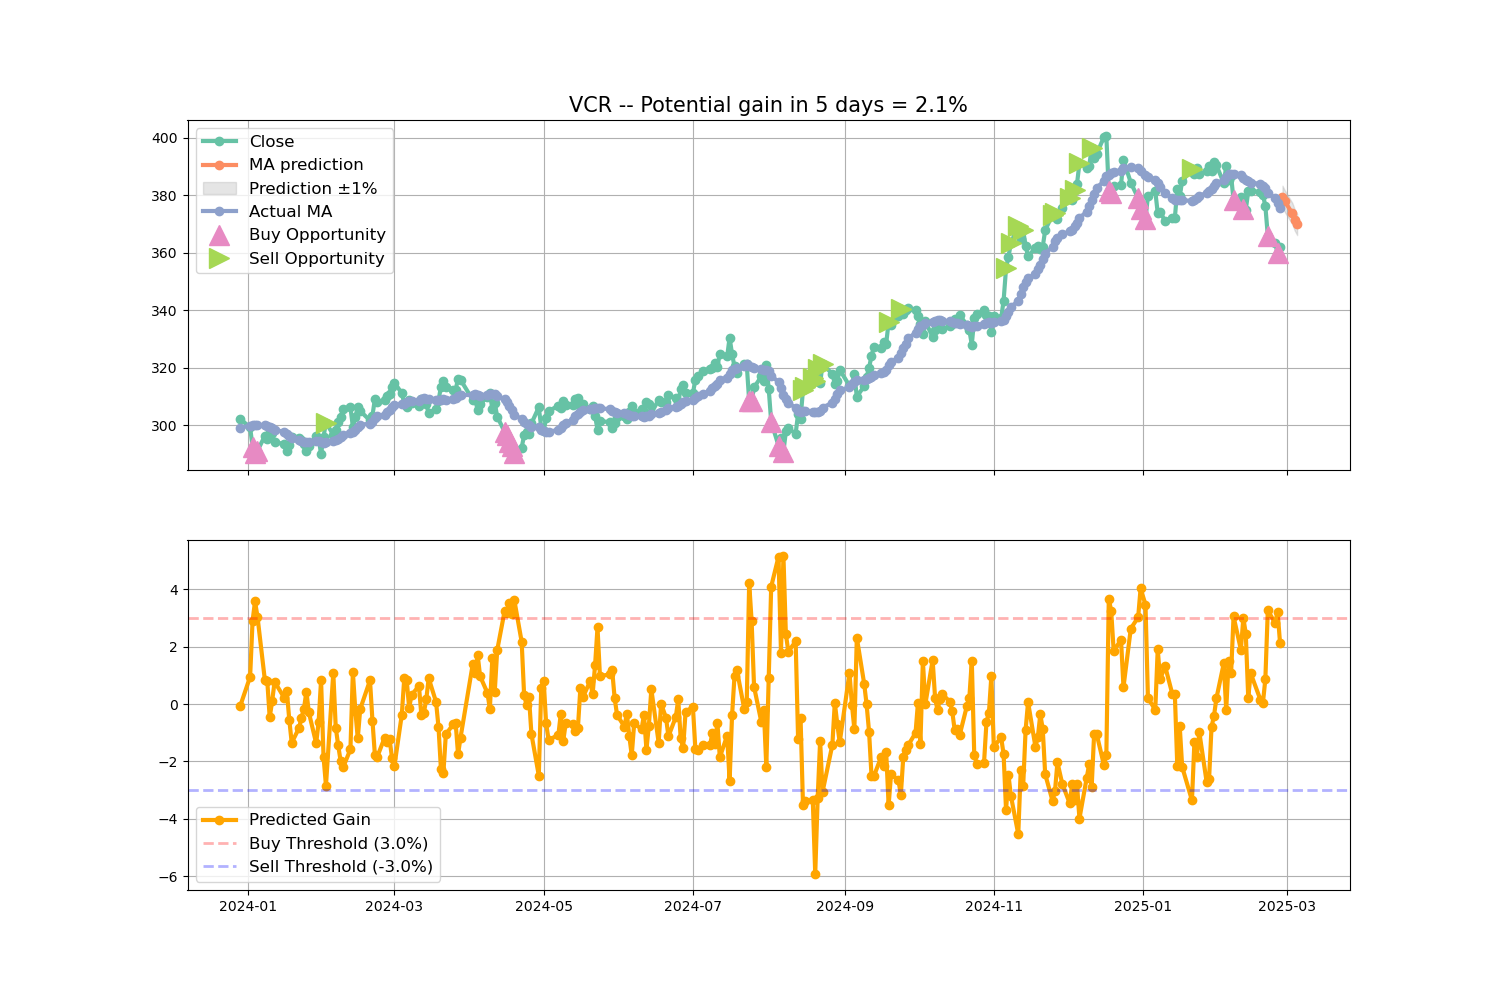 VCR -- Potential gain in 5 days = 2.1%
400
380
360
340
320
300
Close
MA prediction
Prediction ±1%
Actual MA
Buy Opportunity
Sell Opportunity
4
2
0
−2
−4
−6
Predicted Gain
Buy Threshold (3.0%)
Sell Threshold (-3.0%)
2024-01 2024-03 2024-05 2024-07 2024-09 2024-11 2025-01 2025-03